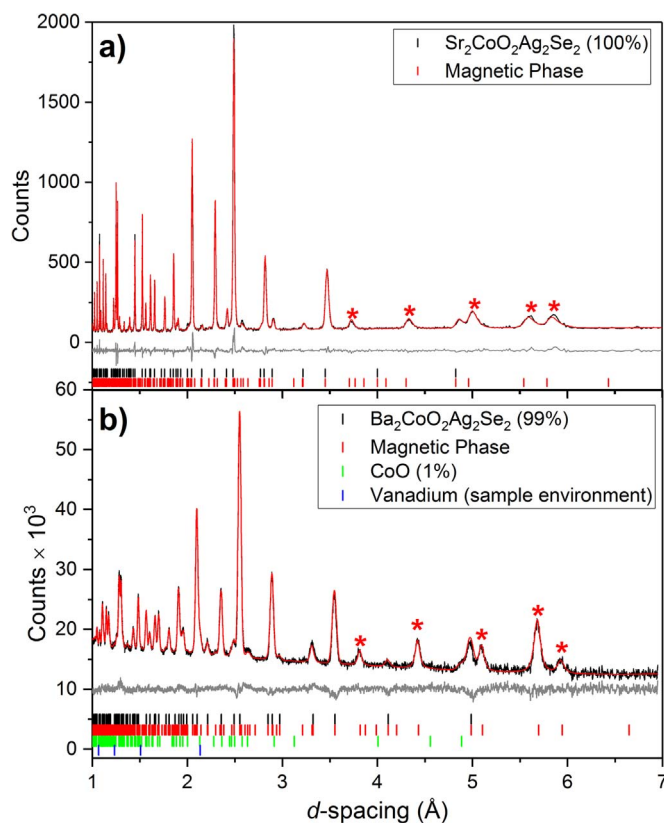 a)
Sr₂CoO₂Ag₂Se₂ (100%)
Magnetic Phase
2000
1500
1000
500
0
Counts
* * * * *
b)
Ba₂CoO₂Ag₂Se₂ (99%)
Magnetic Phase
CoO (1%)
Vanadium (sample environment)
60
50
40
30
20
10
0
Counts × 10³
* * * * *
1 2 3 4 5 6 7
d-spacing (Å)